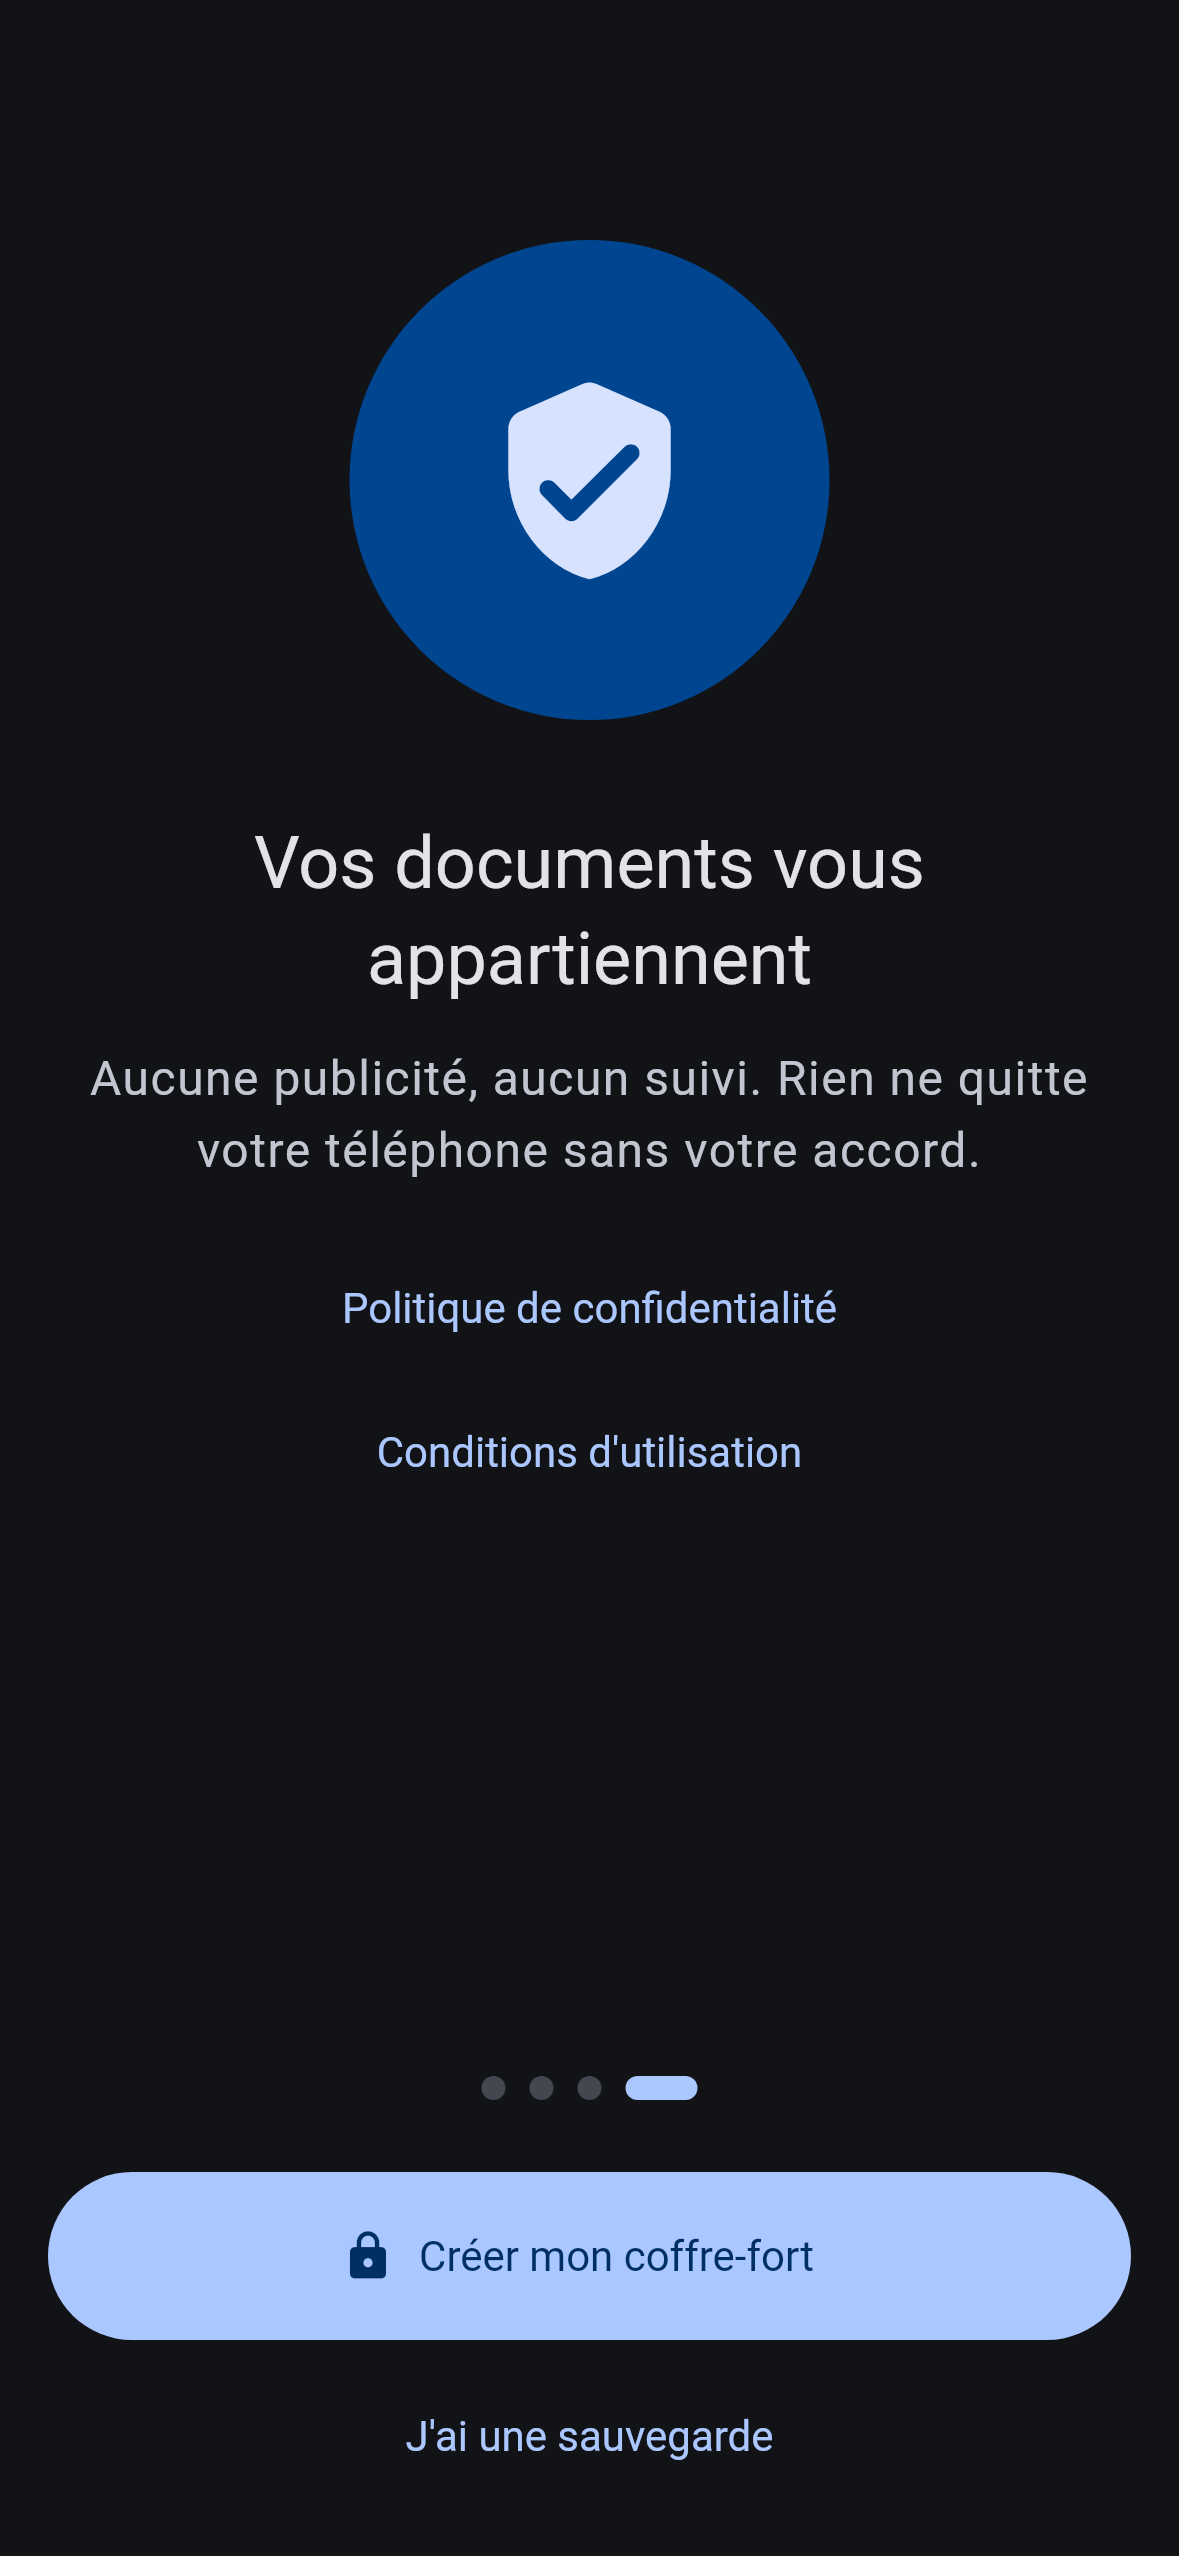 Vos documents vous
appartiennent
Aucune publicité, aucun suivi. Rien ne quitte
votre téléphone sans votre accord.
Politique de confidentialité
Conditions d'utilisation
Créer mon coffre-fort
J'ai une sauvegarde